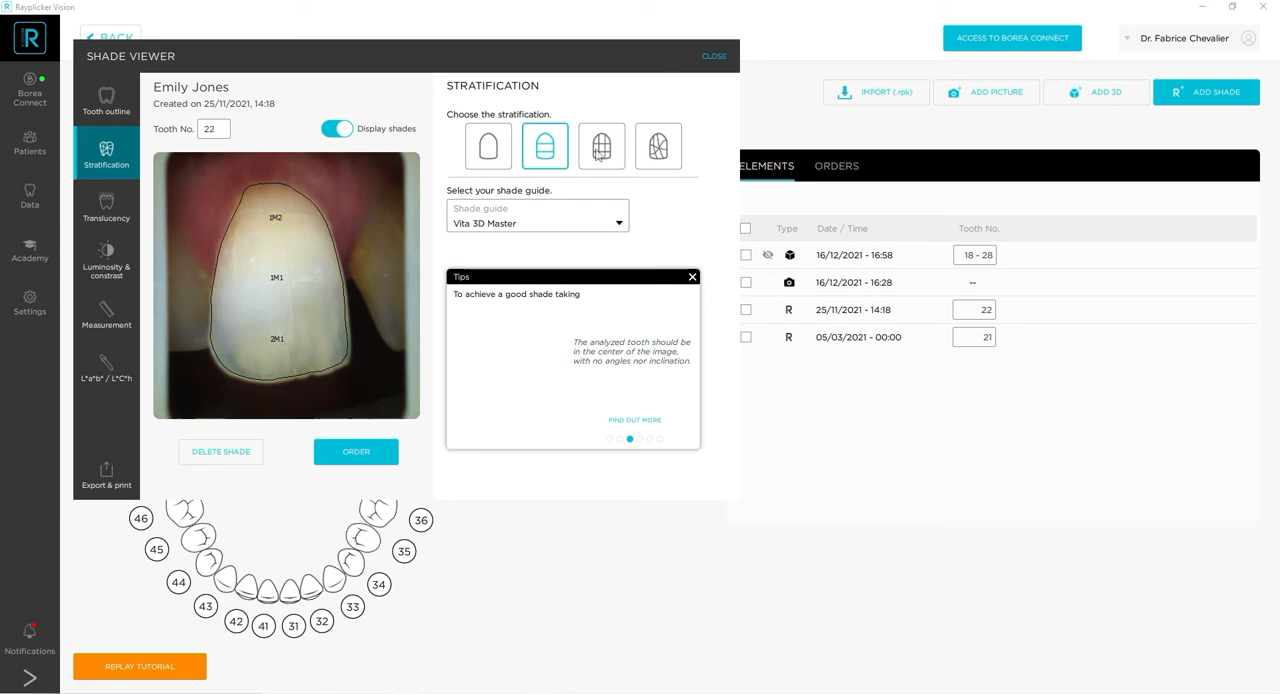 Rayplicker Vision
R
VISION
BACK
ACCESS TO BOREA CONNECT
Dr. Fabrice Chevalier
SHADE VIEWER
CLOSE
Borea
Connect
Patients
Data
Academy
Settings
Notifications
Tooth outline
Stratification
Translucency
Luminosity &
constrast
Measurement
L*a*b* / L*C*h
Export & print
Emily Jones
Created on 25/11/2021, 14:18
Tooth No. 22
Display shades
1M2
1M1
2M1
DELETE SHADE
ORDER
STRATIFICATION
Choose the stratification.
Select your shade guide.
Shade guide
Vita 3D Master
Tips
To achieve a good shade taking
The analyzed tooth should be
in the center of the image,
with no angles nor inclination.
FIND OUT MORE
IMPORT (.rpk)
ADD PICTURE
ADD 3D
R+ ADD SHADE
ELEMENTS
ORDERS
Type Date / Time Tooth No.
16/12/2021 - 16:58 18 - 28
16/12/2021 - 16:28 --
R 25/11/2021 - 14:18 22
R 05/03/2021 - 00:00 21
46
36
45
35
44
34
43
33
42
41
31
32
REPLAY TUTORIAL